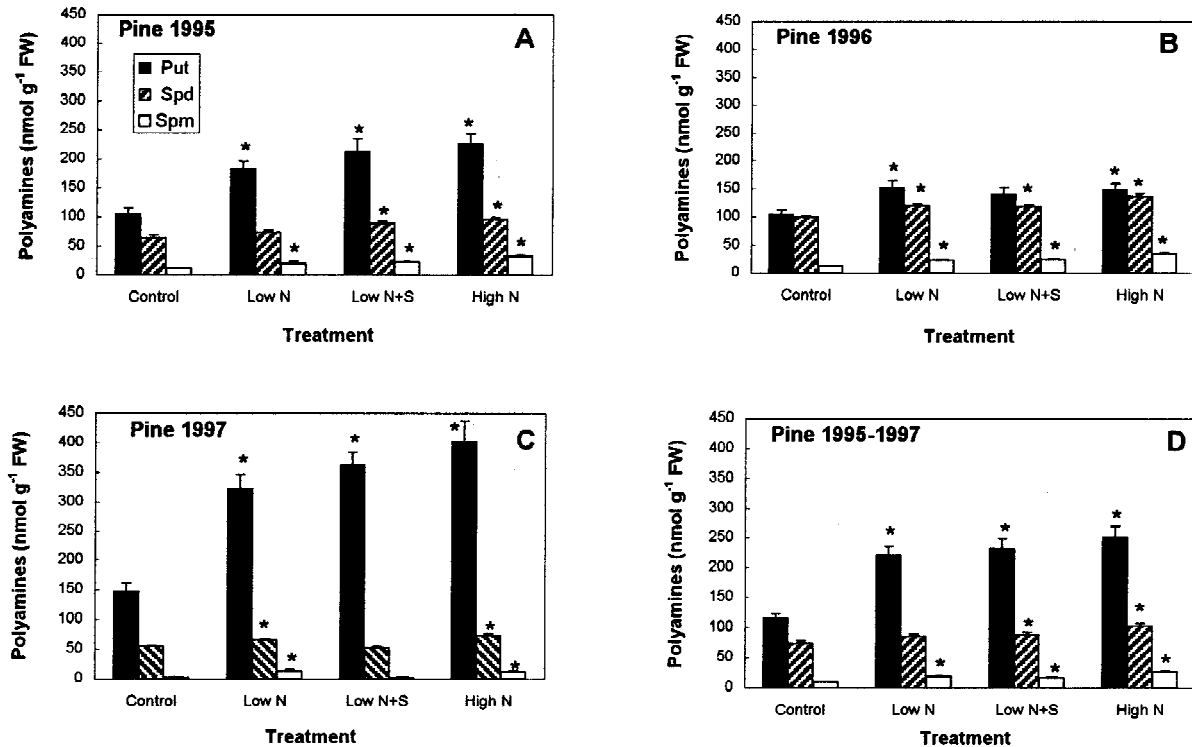 Pine 1995
A
Put
Spd
Spm
Polyamines (nmol g⁻¹ FW)
450
400
350
300
250
200
150
100
50
0
*
*
*
*
*
*
*
*
Control
Low N
Low N+S
High N
Treatment
Pine 1996
B
Polyamines (nmol g⁻¹ FW)
450
400
350
300
250
200
150
100
50
0
*
*
*
*
*
*
*
*
Control
Low N
Low N+S
High N
Treatment
Pine 1997
C
Polyamines (nmol g⁻¹ FW)
450
400
350
300
250
200
150
100
50
0
*
*
*
*
*
*
*
Control
Low N
Low N+S
High N
Treatment
Pine 1995-1997
D
Polyamines (nmol g⁻¹ FW)
450
400
350
300
250
200
150
100
50
0
*
*
*
*
*
*
*
*
Control
Low N
Low N+S
High N
Treatment